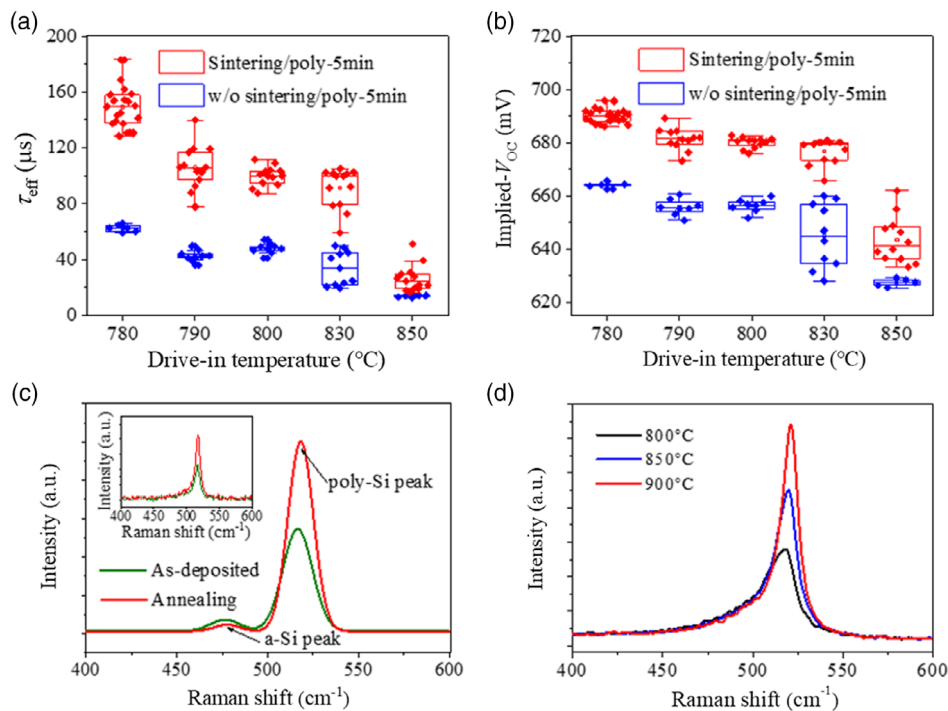 (a)
200
160
120
80
40
0
τeff (μs)
Sintering/poly-5min
w/o sintering/poly-5min
780 790 800 830 850
Drive-in temperature (°C)
(b)
720
700
680
660
640
620
Implied-VOC (mV)
Sintering/poly-5min
w/o sintering/poly-5min
780 790 800 830 850
Drive-in temperature (°C)
(c)
Intensity (a.u.)
Intensity (a.u.)
400 450 500 550 600
Raman shift (cm-1)
poly-Si peak
As-deposited
Annealing
a-Si peak
400 450 500 550 600
Raman shift (cm-1)
(d)
Intensity (a.u.)
800°C
850°C
900°C
400 450 500 550 600
Raman shift (cm-1)